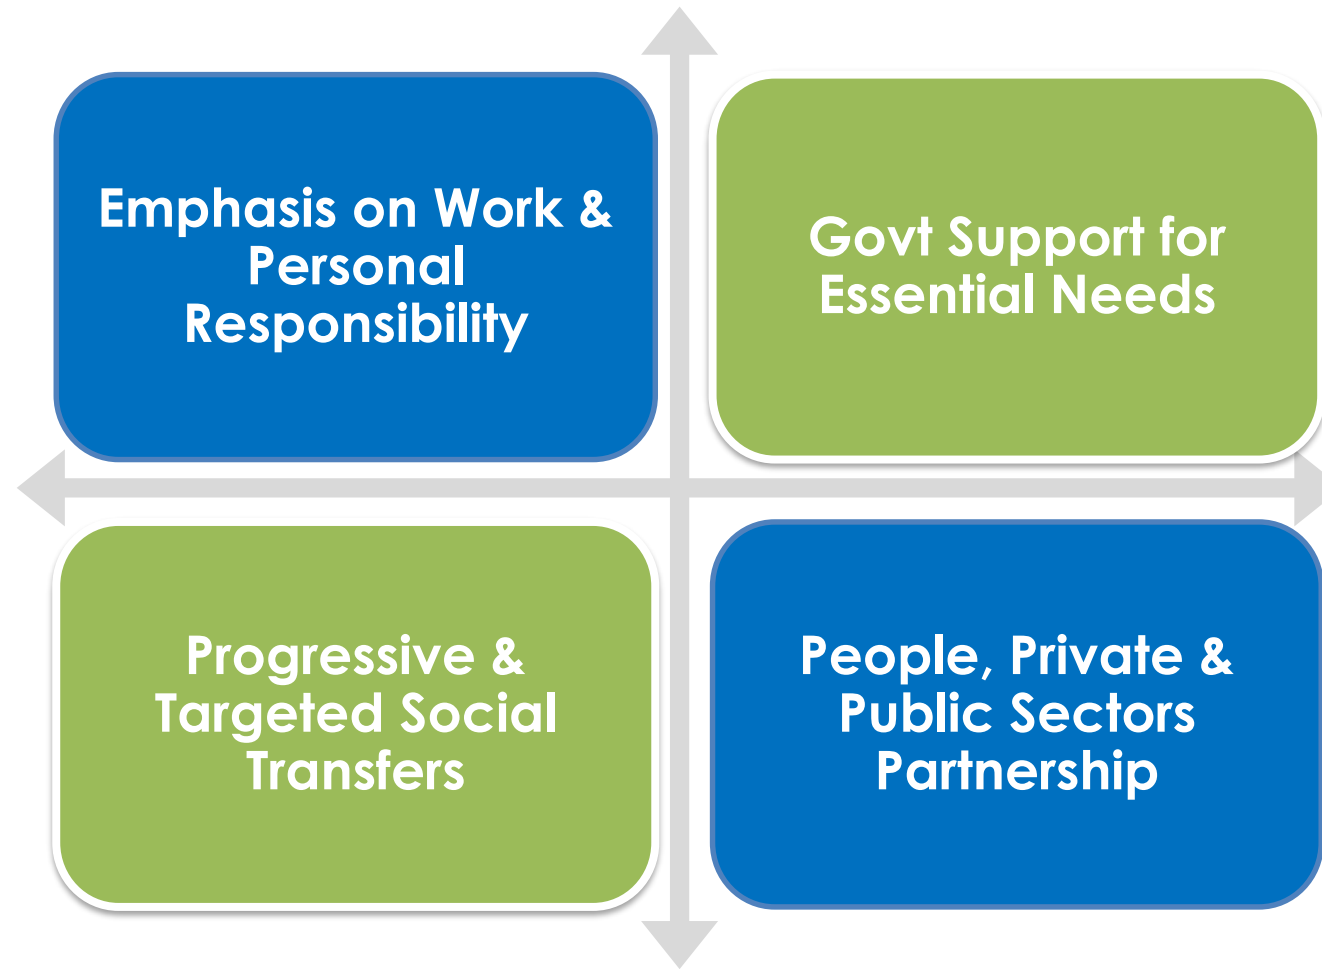 Emphasis on Work &
Personal
Responsibility
Govt Support for
Essential Needs
Progressive &
Targeted Social
Transfers
People, Private &
Public Sectors
Partnership